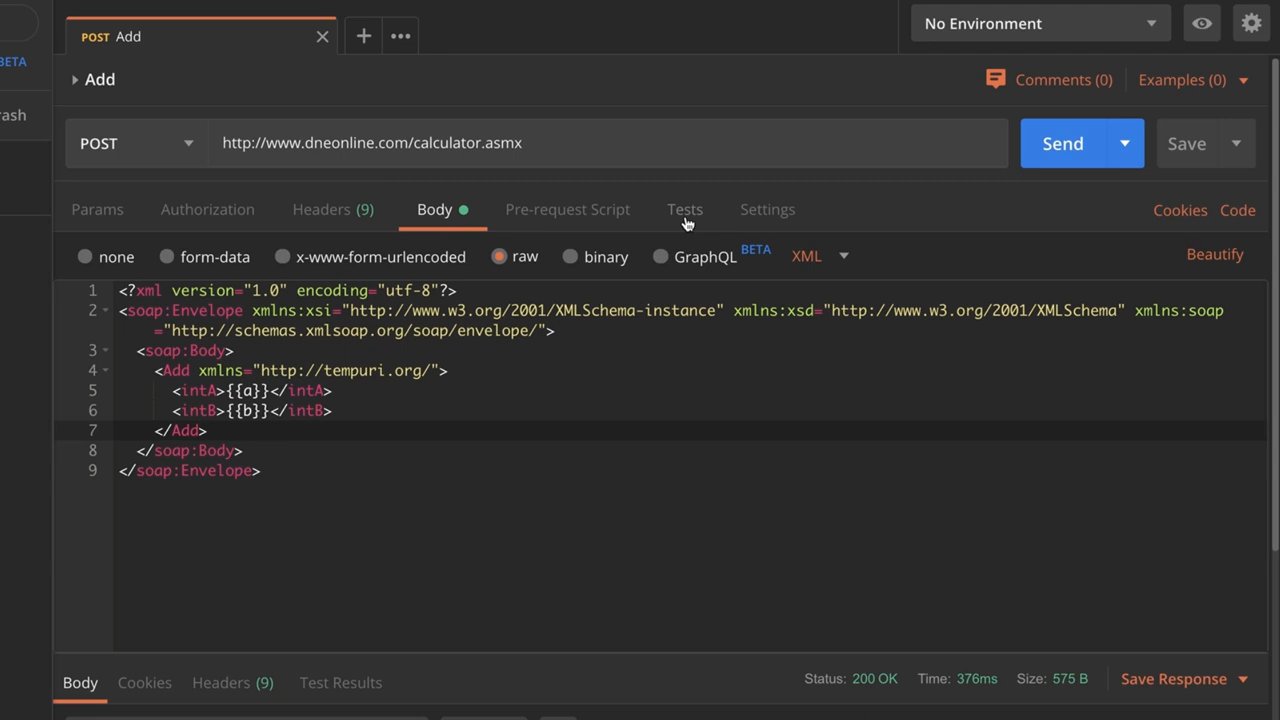 POST Add
No Environment
BETA
Add
Comments (0)
Examples (0)
rash
POST
http://www.dneonline.com/calculator.asmx
Send
Save
Params Authorization Headers (9) Body Pre-request Script Tests Settings Cookies Code
none form-data x-www-form-urlencoded raw binary GraphQL BETA XML Beautify
1 <?xml version="1.0" encoding="utf-8"?>
2 <soap:Envelope xmlns:xsi="http://www.w3.org/2001/XMLSchema-instance" xmlns:xsd="http://www.w3.org/2001/XMLSchema" xmlns:soap
="http://schemas.xmlsoap.org/soap/envelope/">
3 <soap:Body>
4 <Add xmlns="http://tempuri.org/">
5 <intA>{{a}}</intA>
6 <intB>{{b}}</intB>
7 </Add>
8 </soap:Body>
9 </soap:Envelope>
Body Cookies Headers (9) Test Results Status: 200 OK Time: 376ms Size: 575 B Save Response